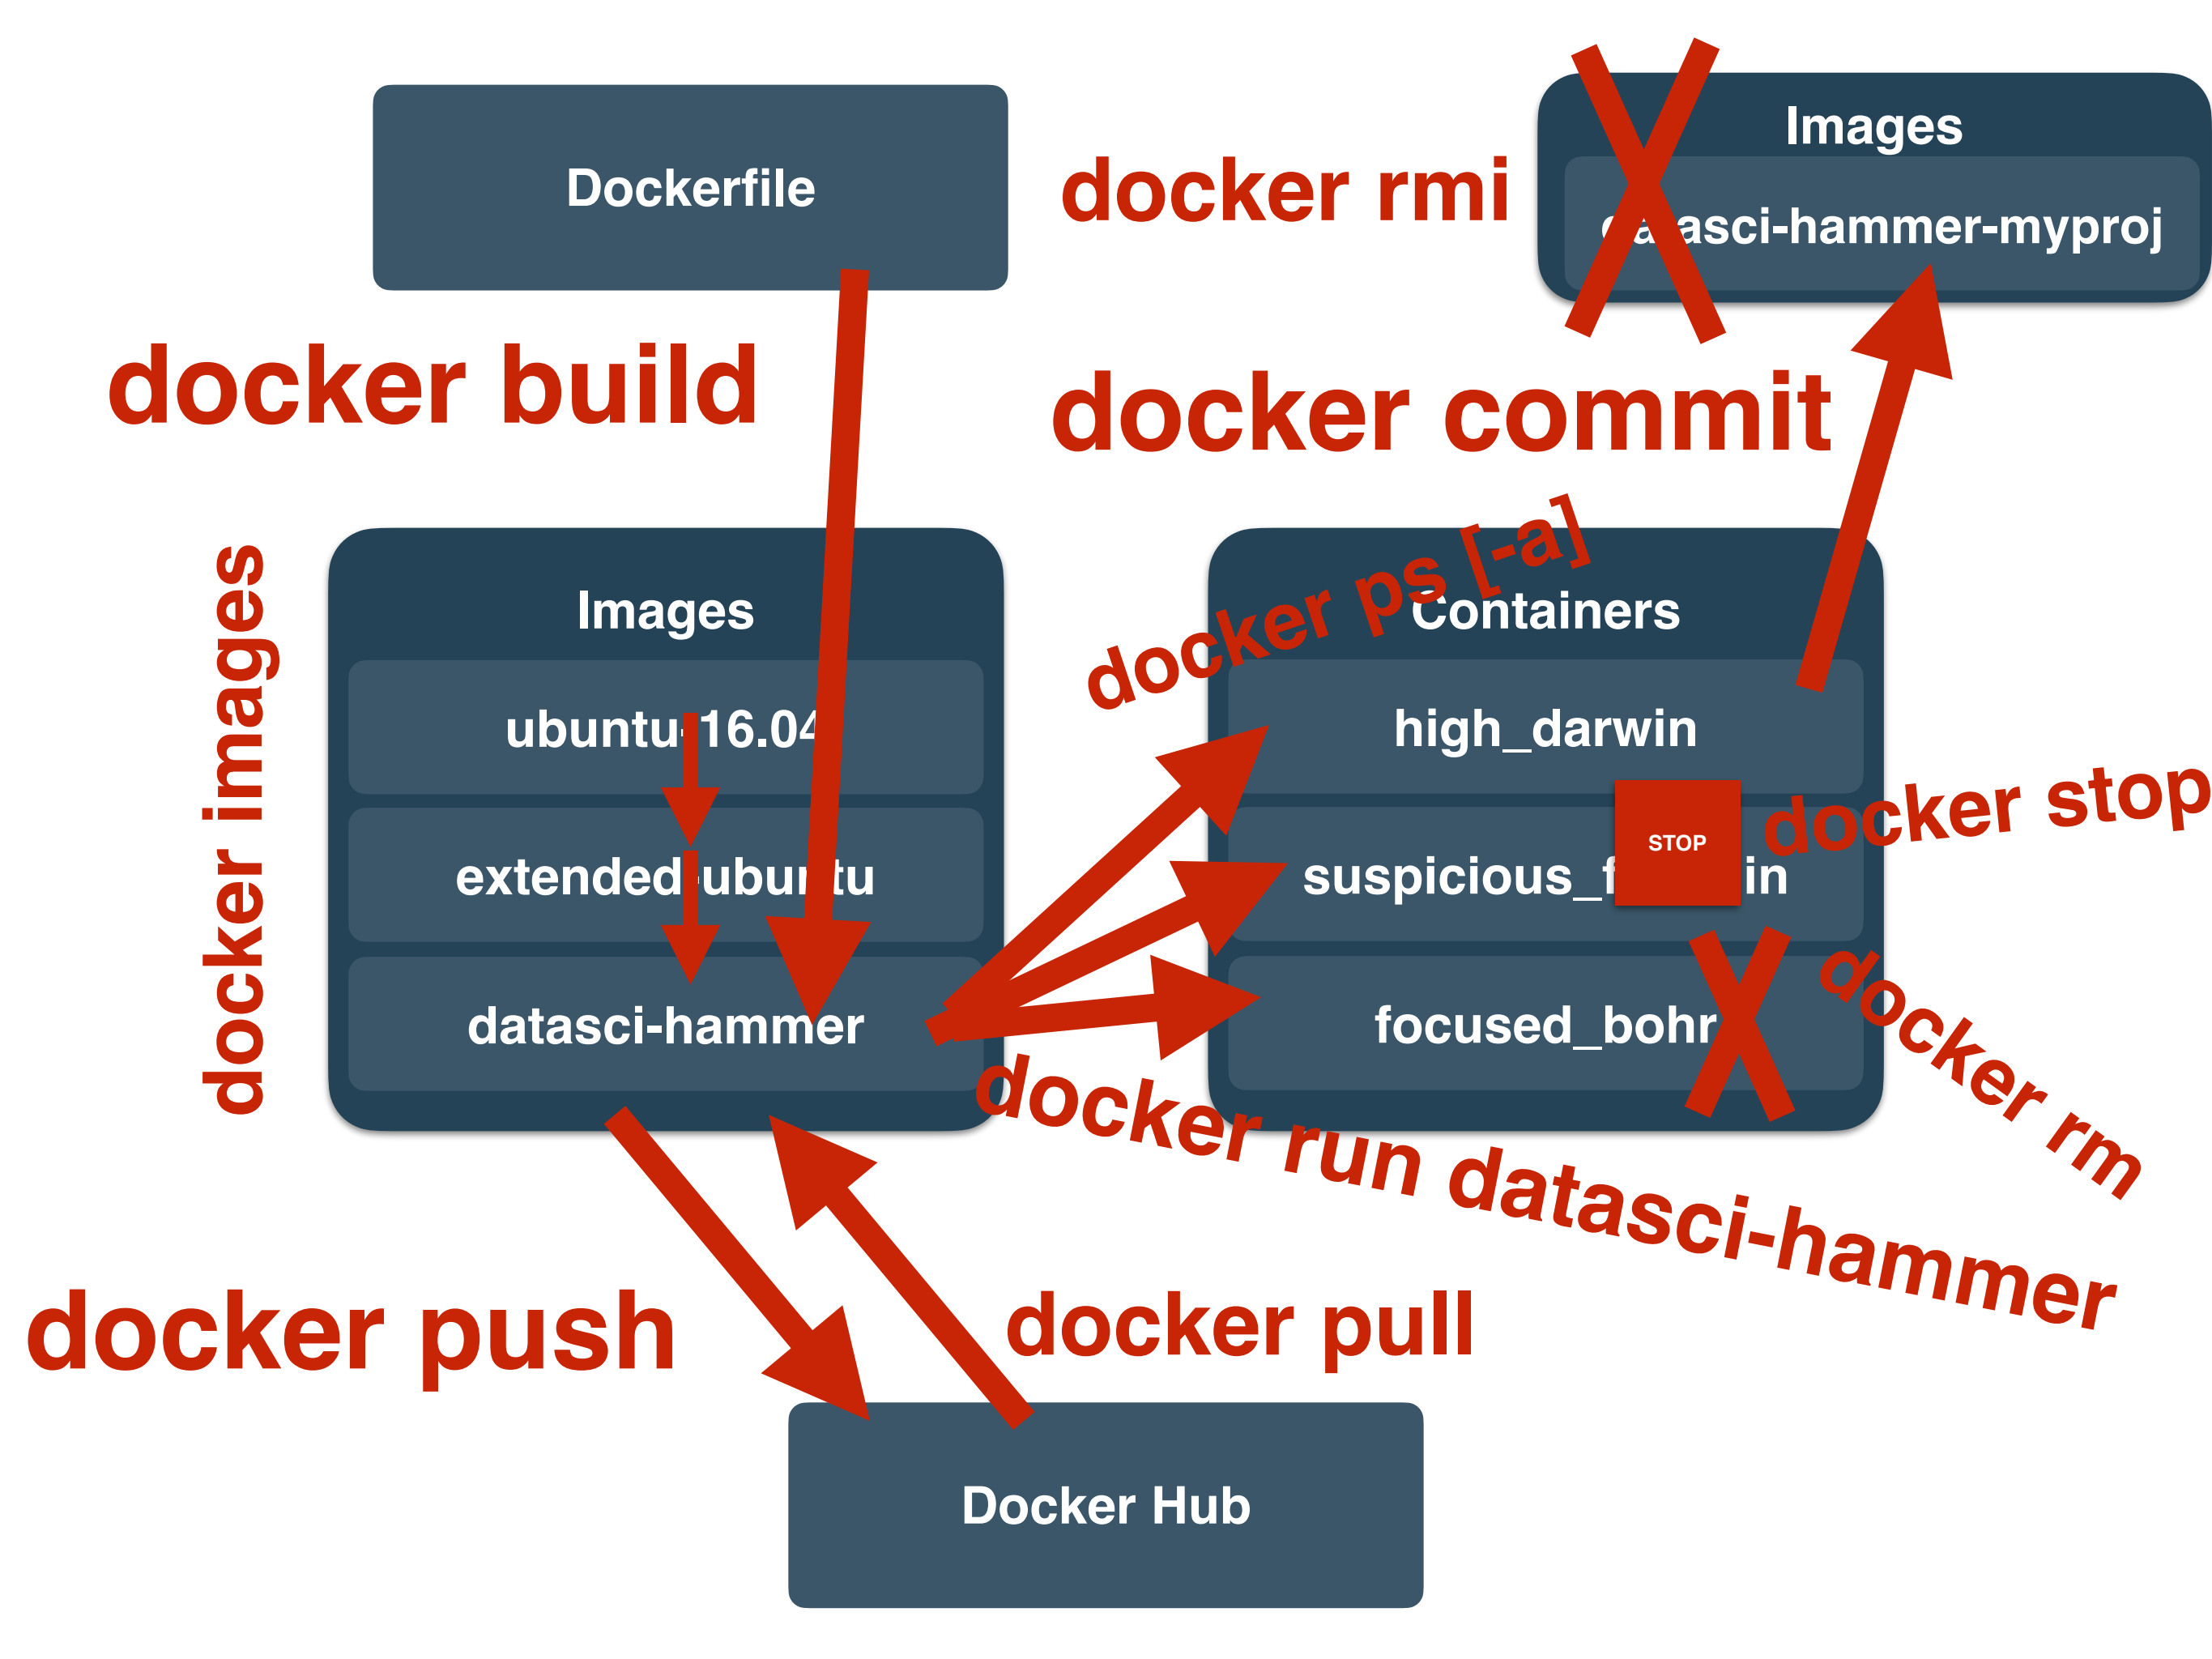 Dockerfile
docker rmi
Images
datasci-hammer-myproj
docker build
docker commit
docker images
Images
ubuntu-16.04
extended-ubuntu
datasci-hammer
docker ps [-a]
Containers
high_darwin
STOP
docker stop
suspicious_
in
focused_bohr
docker rm
docker run datasci-hammer
docker push
docker pull
Docker Hub